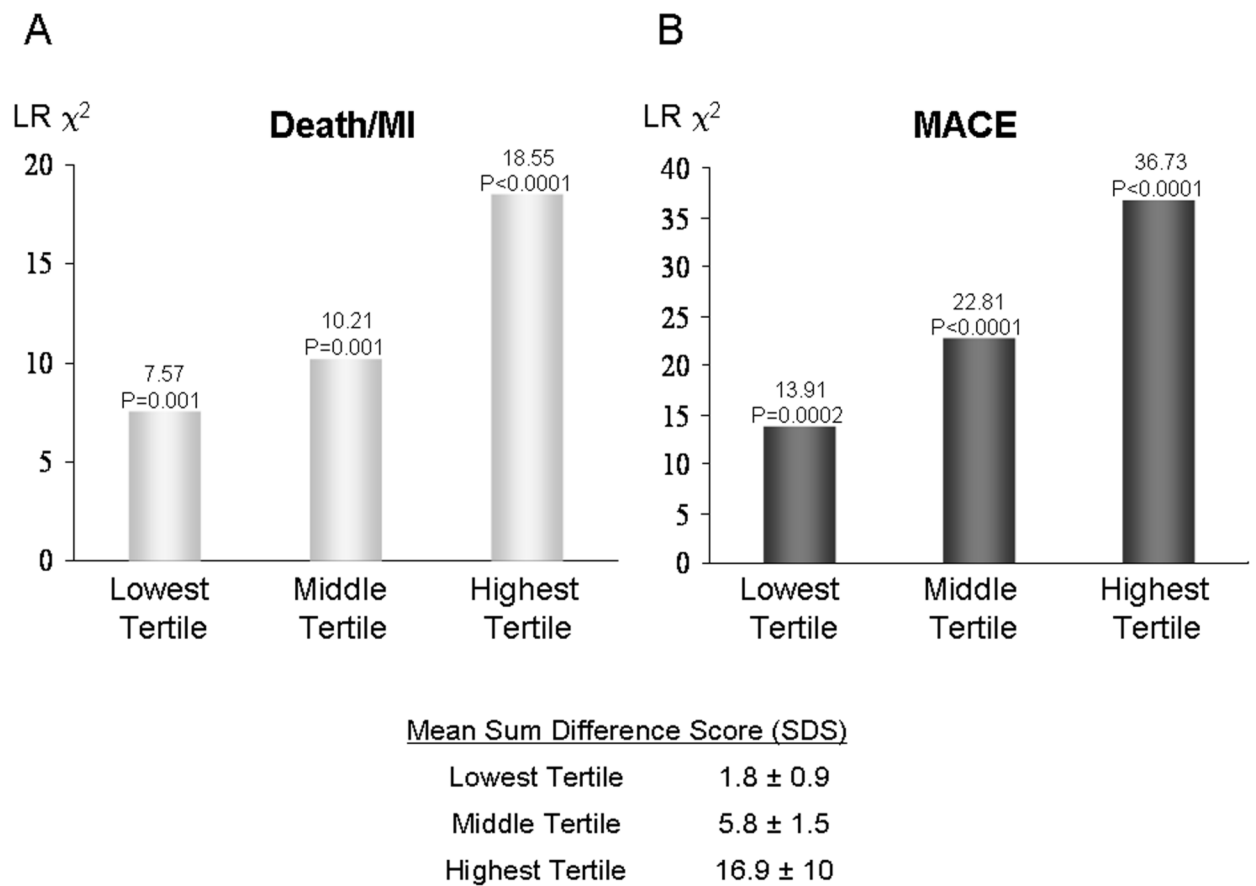 A
LR χ²
Death/MI
20
15
10
5
0
7.57
P=0.001
10.21
P=0.001
18.55
P<0.0001
Lowest Tertile
Middle Tertile
Highest Tertile
B
LR χ²
MACE
40
35
30
25
20
15
10
5
0
13.91
P=0.0002
22.81
P<0.0001
36.73
P<0.0001
Lowest Tertile
Middle Tertile
Highest Tertile
Mean Sum Difference Score (SDS)
Lowest Tertile 1.8 ± 0.9
Middle Tertile 5.8 ± 1.5
Highest Tertile 16.9 ± 10